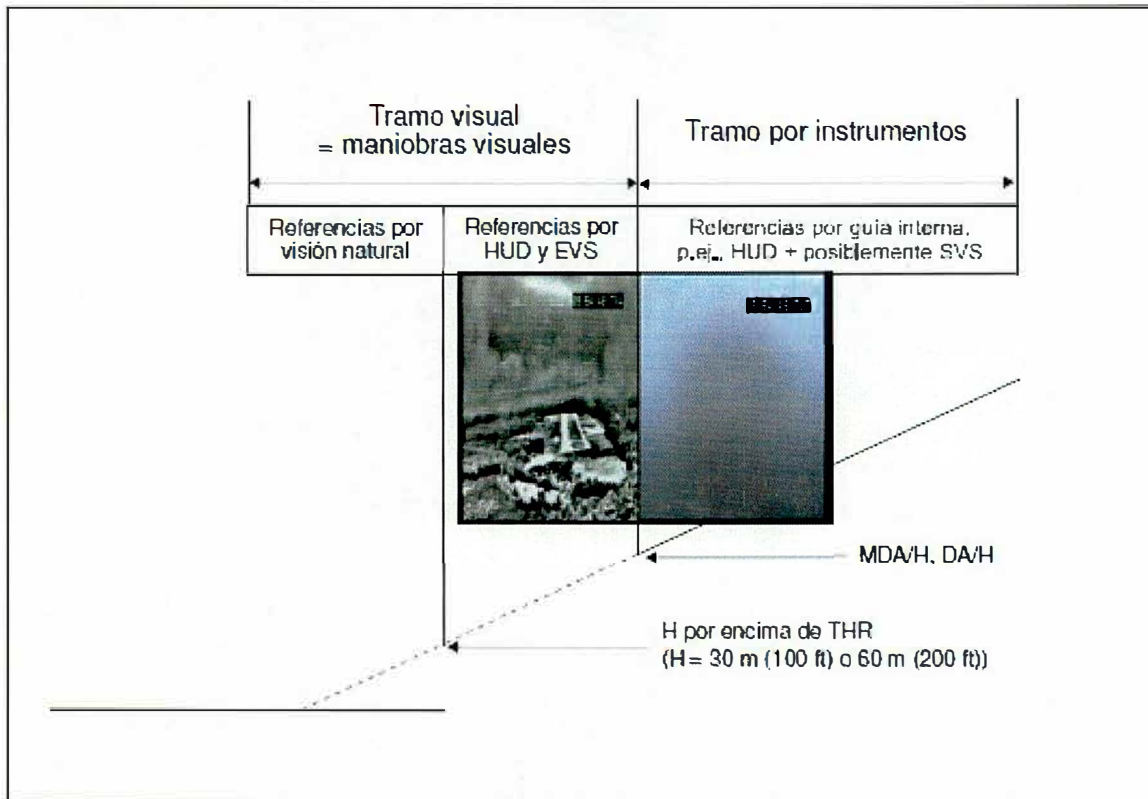 Tramo visual
= maniobras visuales
Tramo por instrumentos
Referencias por
visión natural
Referencias por
HUD y EVS
Referencias por guía interna,
p.ej., HUD + posiblemente SVS
MDA/H, DA/H
H por encima de THR
(H = 30 m (100 ft) o 60 m (200 ft))